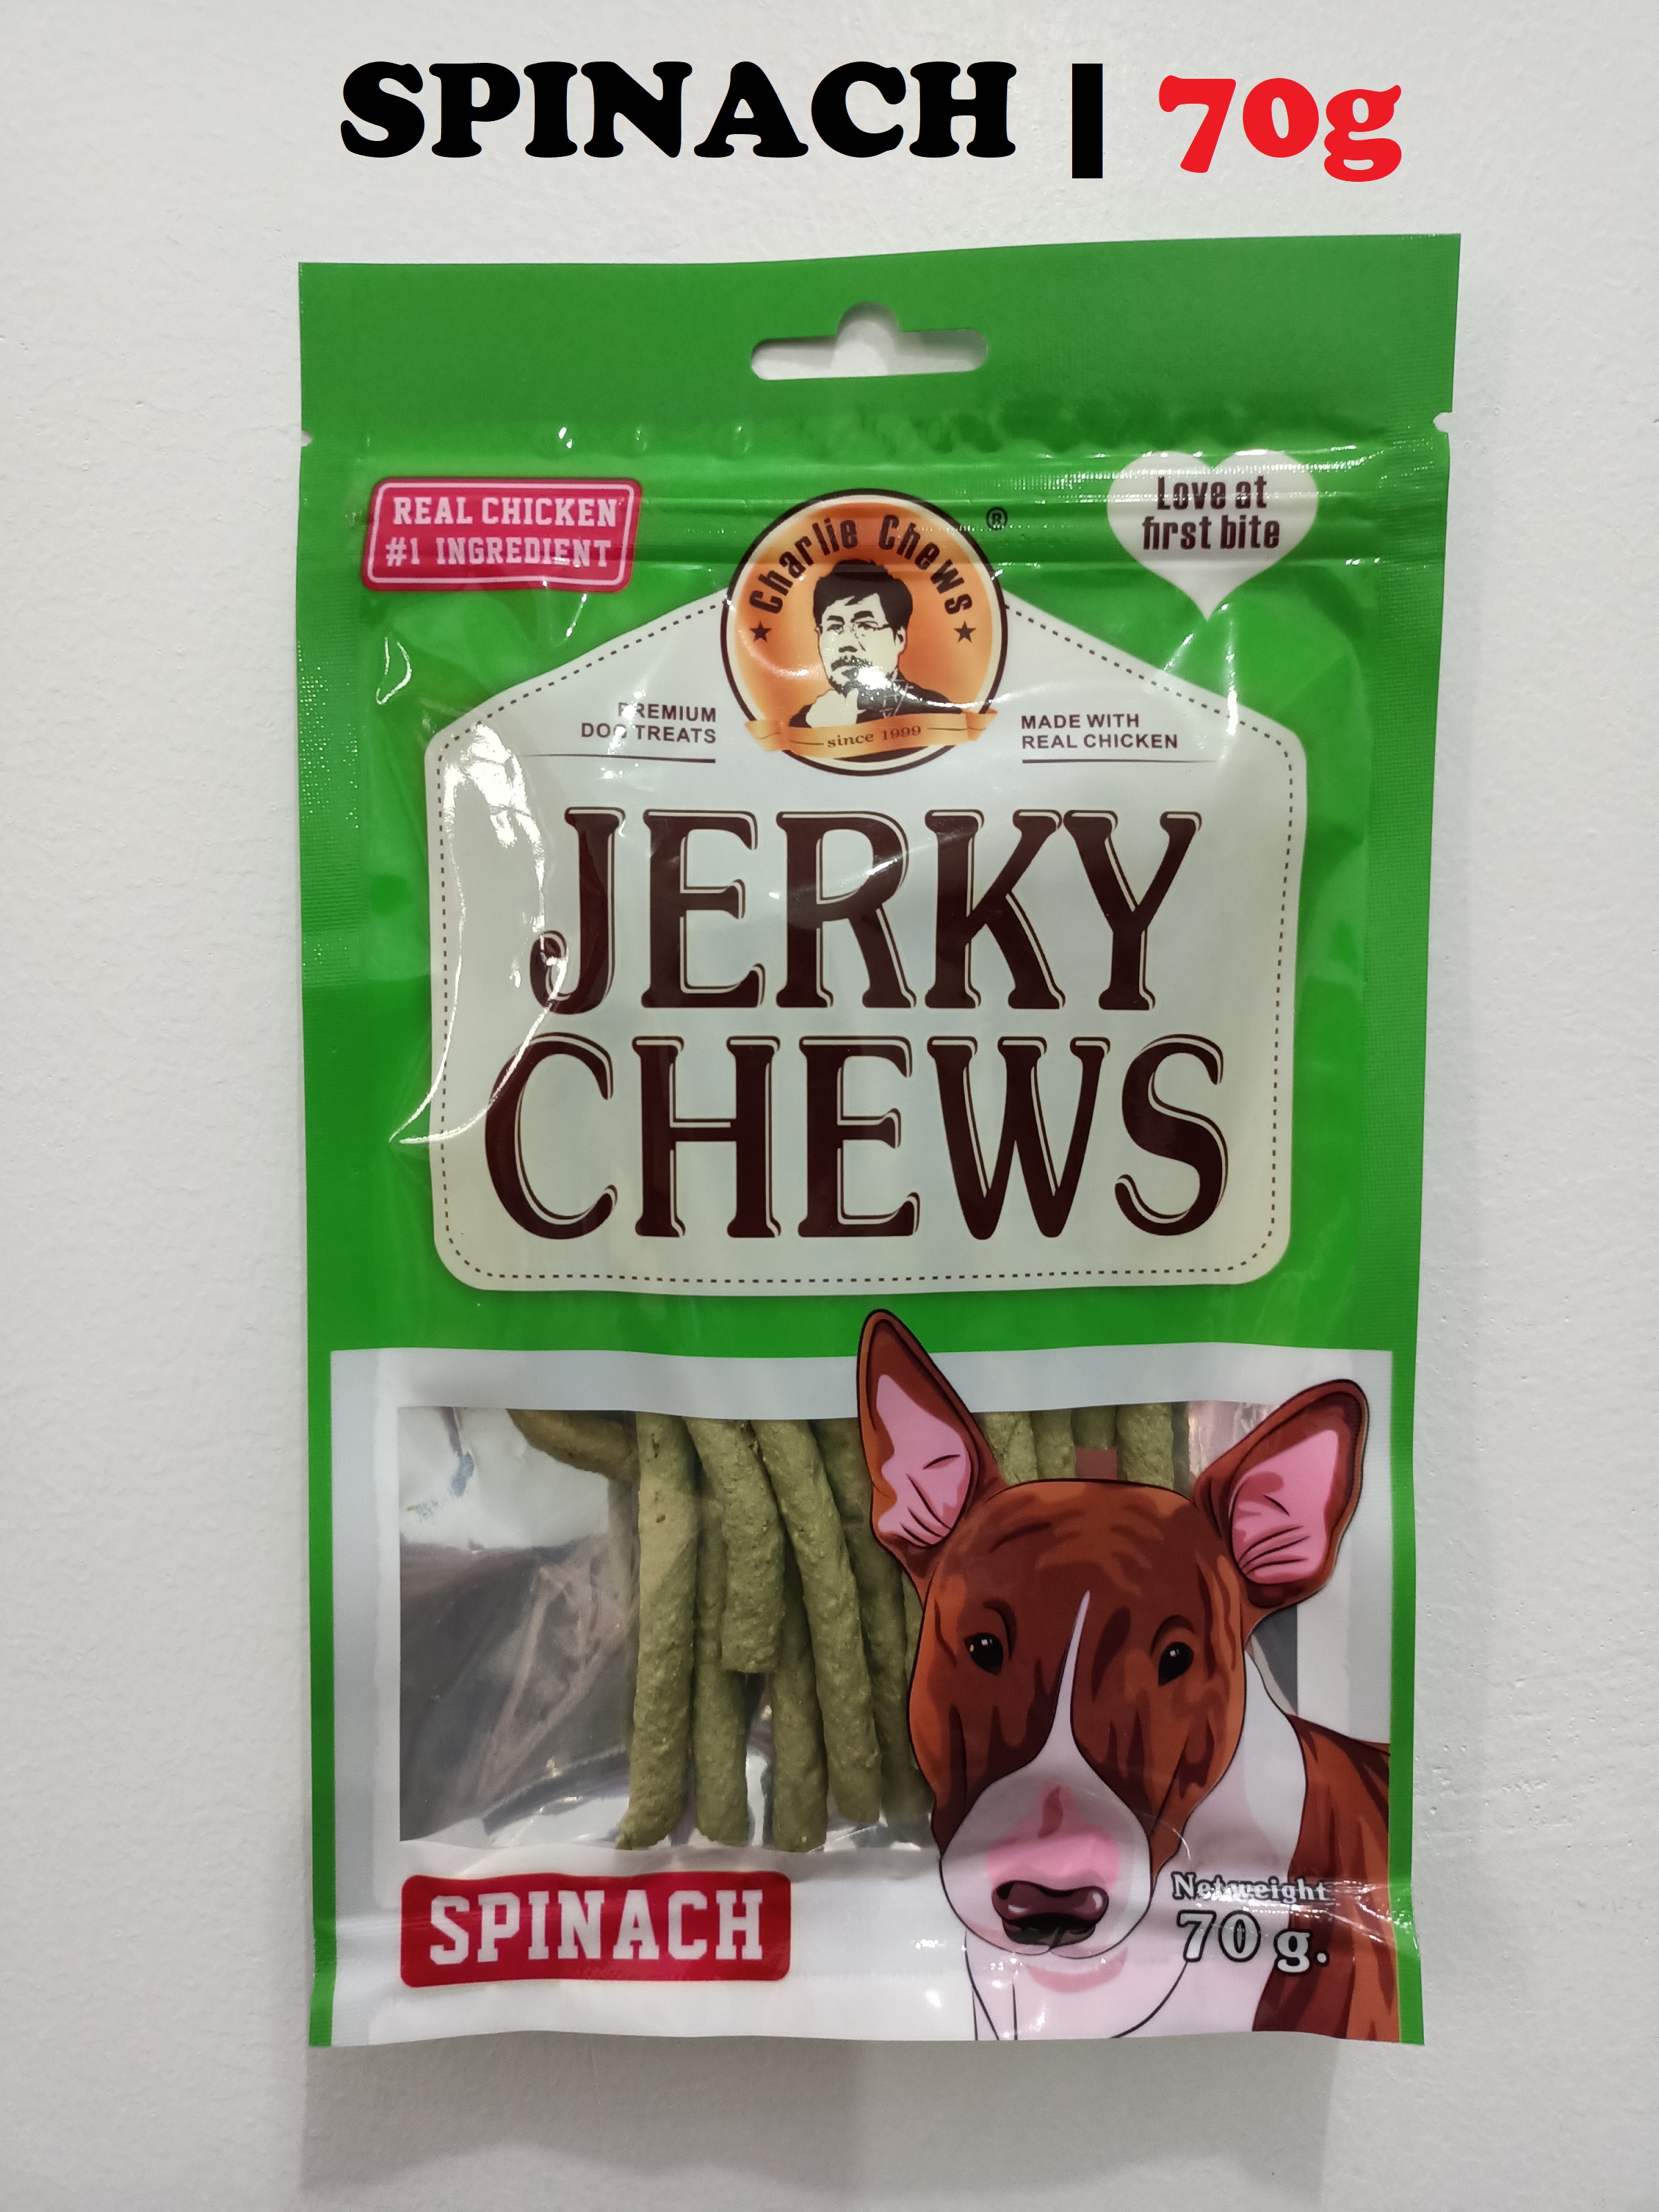 SPINACH | 70g
REAL CHICKEN
#1 INGREDIENT
Charlie Chews
®
since 1999
Love at
first bite
PREMIUM
DOG TREATS
MADE WITH
REAL CHICKEN
JERKY
CHEWS
SPINACH
Net weight
70 g.